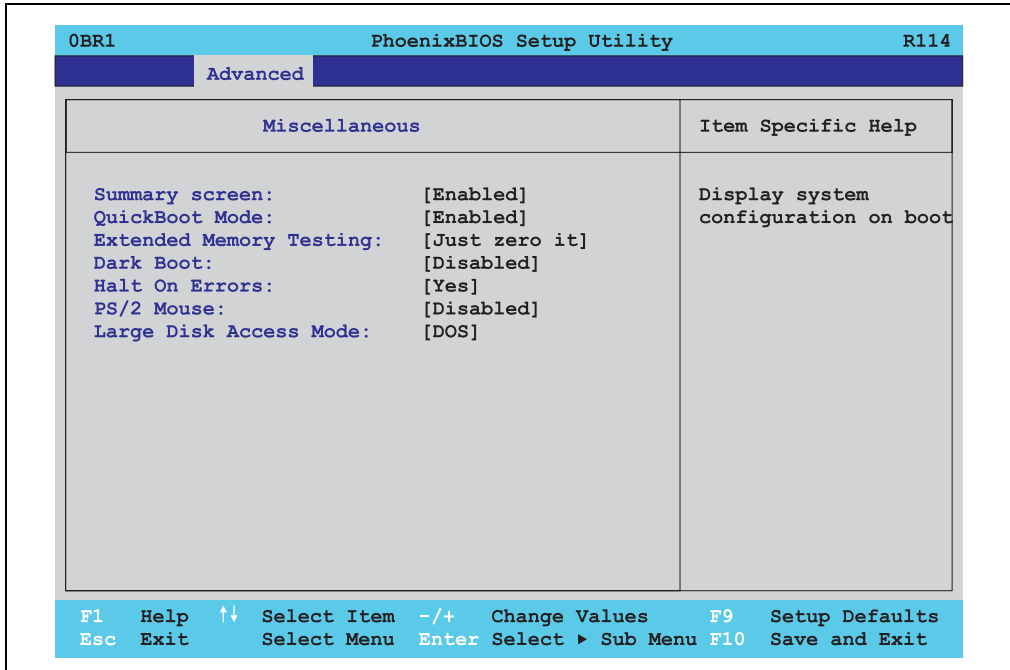 0BR1 PhoenixBIOS Setup Utility R114
Advanced
Miscellaneous Item Specific Help
Summary screen: [Enabled] Display system
QuickBoot Mode: [Enabled] configuration on boot
Extended Memory Testing: [Just zero it]
Dark Boot: [Disabled]
Halt On Errors: [Yes]
PS/2 Mouse: [Disabled]
Large Disk Access Mode: [DOS]
F1 Help ↑↓ Select Item -/+ Change Values F9 Setup Defaults
Esc Exit Select Menu Enter Select ▶ Sub Menu F10 Save and Exit